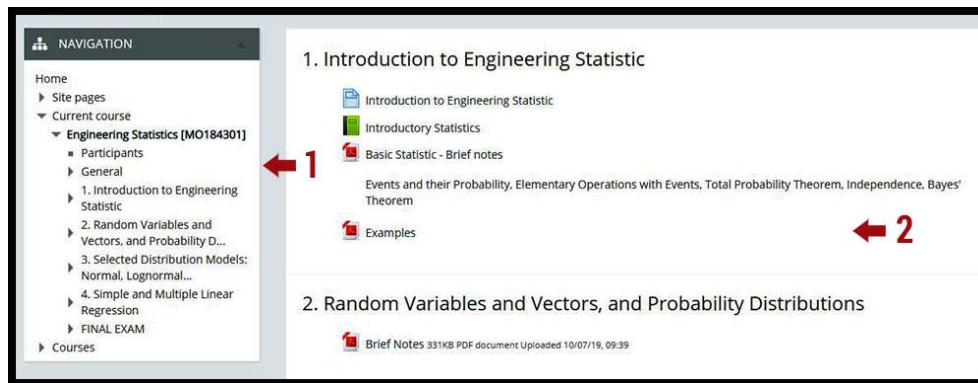 NAVIGATION
Home
Site pages
Current course
Engineering Statistics [MO184301]
Participants
General
1. Introduction to Engineering
Statistic
2. Random Variables and
Vectors, and Probability D...
3. Selected Distribution Models:
Normal, Lognormal...
4. Simple and Multiple Linear
Regression
FINAL EXAM
Courses
1
1. Introduction to Engineering Statistic
Introduction to Engineering Statistic
Introductory Statistics
Basic Statistic - Brief notes
Events and their Probability, Elementary Operations with Events, Total Probability Theorem, Independence, Bayes'
Theorem
Examples
2
2. Random Variables and Vectors, and Probability Distributions
Brief Notes 331KB PDF document Uploaded 10/07/19, 09:39